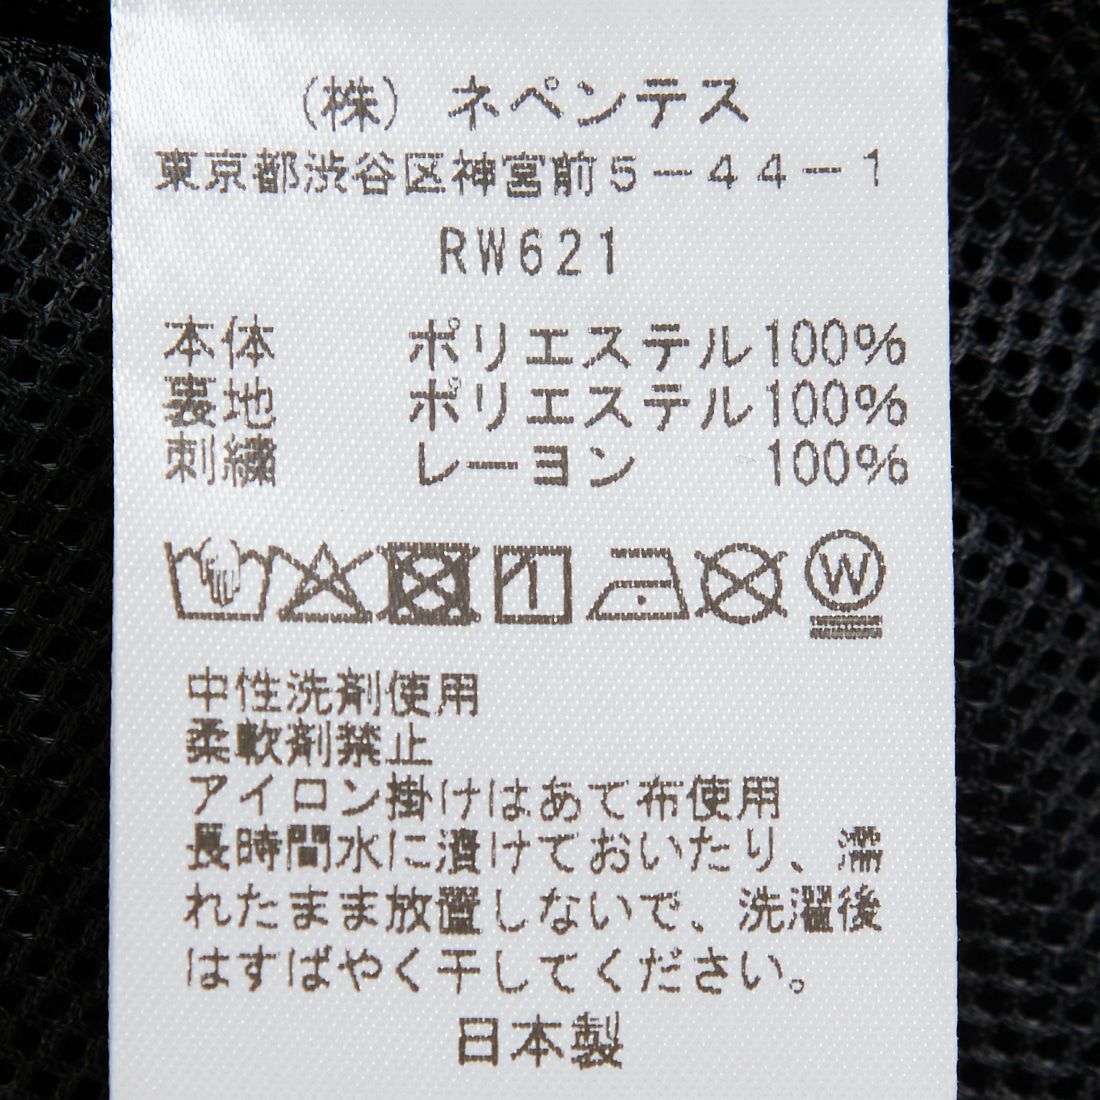 (株) ネペンテス
東京都渋谷区神宮前5-44-1
RW621
本体 ポリエステル100%
裏地 ポリエステル100%
刺繍 レーヨン 100%
W
中性洗剤使用
柔軟剤禁止
アイロン掛けはあて布使用
長時間水に漬けておいたり、濡
れたまま放置しないで、洗濯後
はすばやく干してください。
日本製